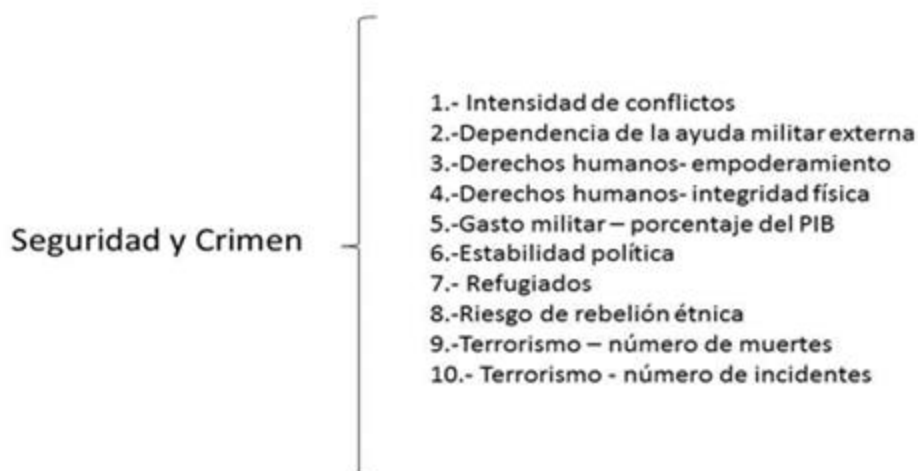 Seguridad y Crimen
1.- Intensidad de conflictos
2.-Dependencia de la ayuda militar externa
3.-Derechos humanos- empoderamiento
4.-Derechos humanos- integridad física
5.-Gasto militar – porcentaje del PIB
6.-Estabilidad política
7.- Refugiados
8.-Riesgo de rebelión étnica
9.-Terrorismo – número de muertes
10.- Terrorismo - número de incidentes